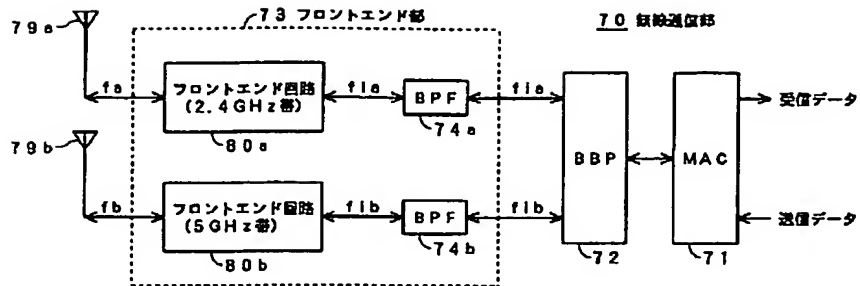 73 フロントエンド部
70 無線通信部
79a
fa
フロントエンド回路
(2.4GHz帯)
80a
fia
BPF
74a
fia
79b
fb
フロントエンド回路
(5GHz帯)
80b
fib
BPF
74b
fib
BBP
72
MAC
71
受信データ
送信データ